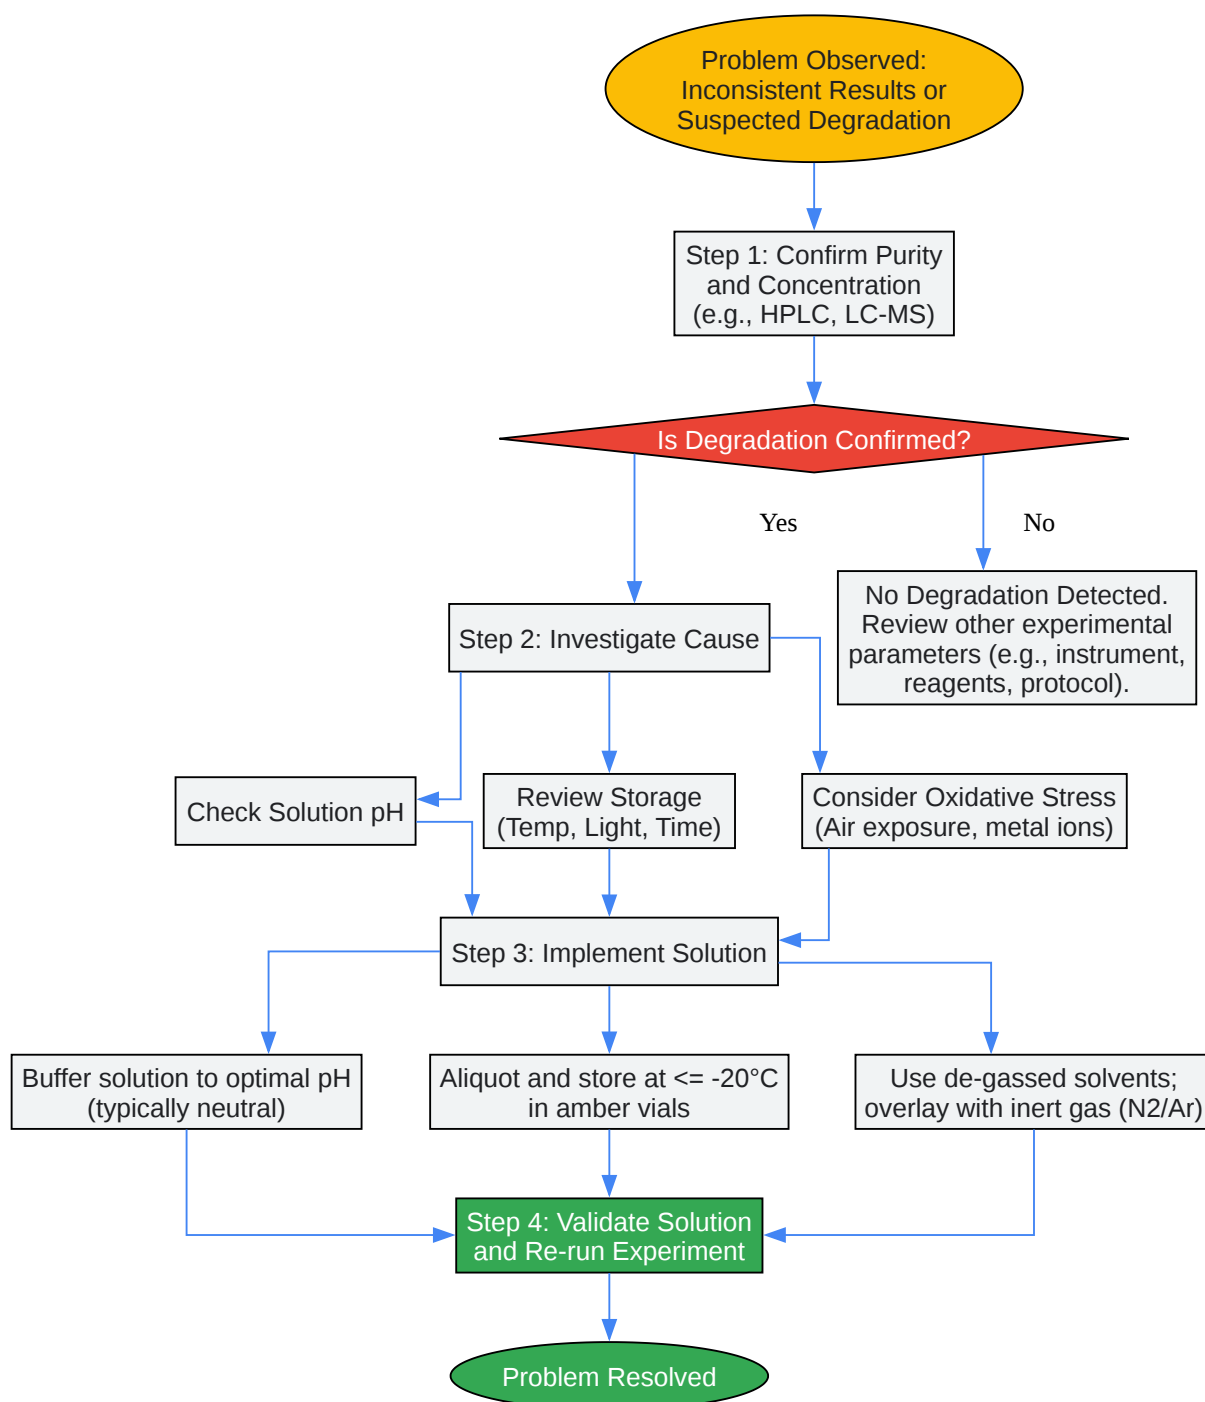 Problem Observed:
Inconsistent Results or
Suspected Degradation
Step 1: Confirm Purity
and Concentration
(e.g., HPLC, LC-MS)
Is Degradation Confirmed?
Yes
No
No Degradation Detected.
Review other experimental
parameters (e.g., instrument,
reagents, protocol).
Step 2: Investigate Cause
Check Solution pH
Review Storage
(Temp, Light, Time)
Consider Oxidative Stress
(Air exposure, metal ions)
Step 3: Implement Solution
Buffer solution to optimal pH
(typically neutral)
Aliquot and store at <= -20°C
in amber vials
Use de-gassed solvents;
overlay with inert gas (N2/Ar)
Step 4: Validate Solution
and Re-run Experiment
Problem Resolved